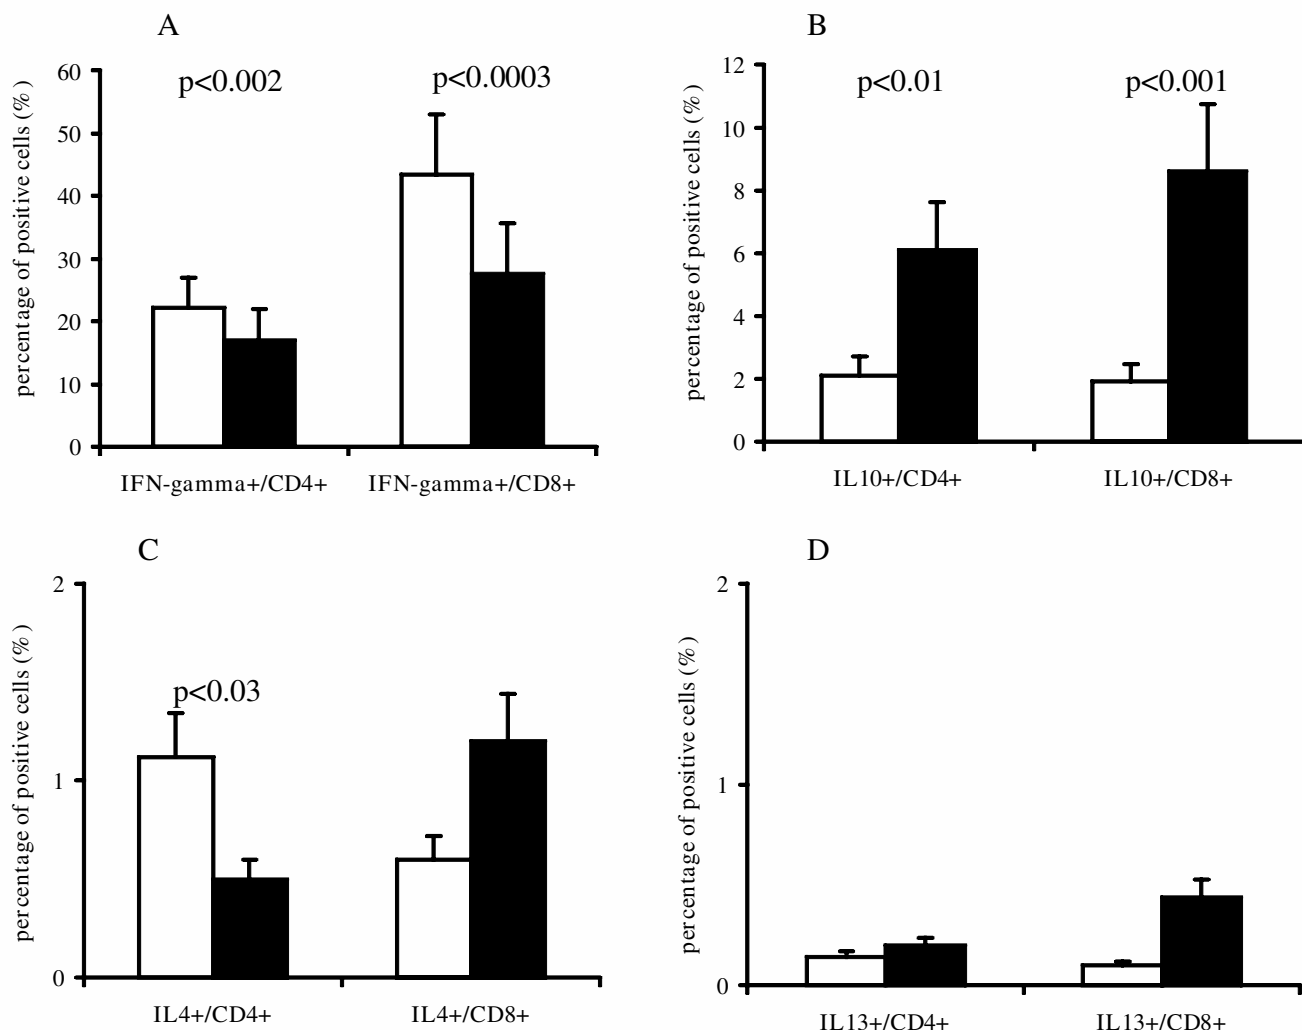 A
p<0.002
p<0.0003
percentage of positive cells (%)
60
50
40
30
20
10
0
IFN-gamma+/CD4+
IFN-gamma+/CD8+
B
p<0.01
p<0.001
percentage of positive cells (%)
12
10
8
6
4
2
0
IL10+/CD4+
IL10+/CD8+
C
p<0.03
percentage of positive cells (%)
2
1
0
IL4+/CD4+
IL4+/CD8+
D
percentage of positive cells (%)
2
1
0
IL13+/CD4+
IL13+/CD8+